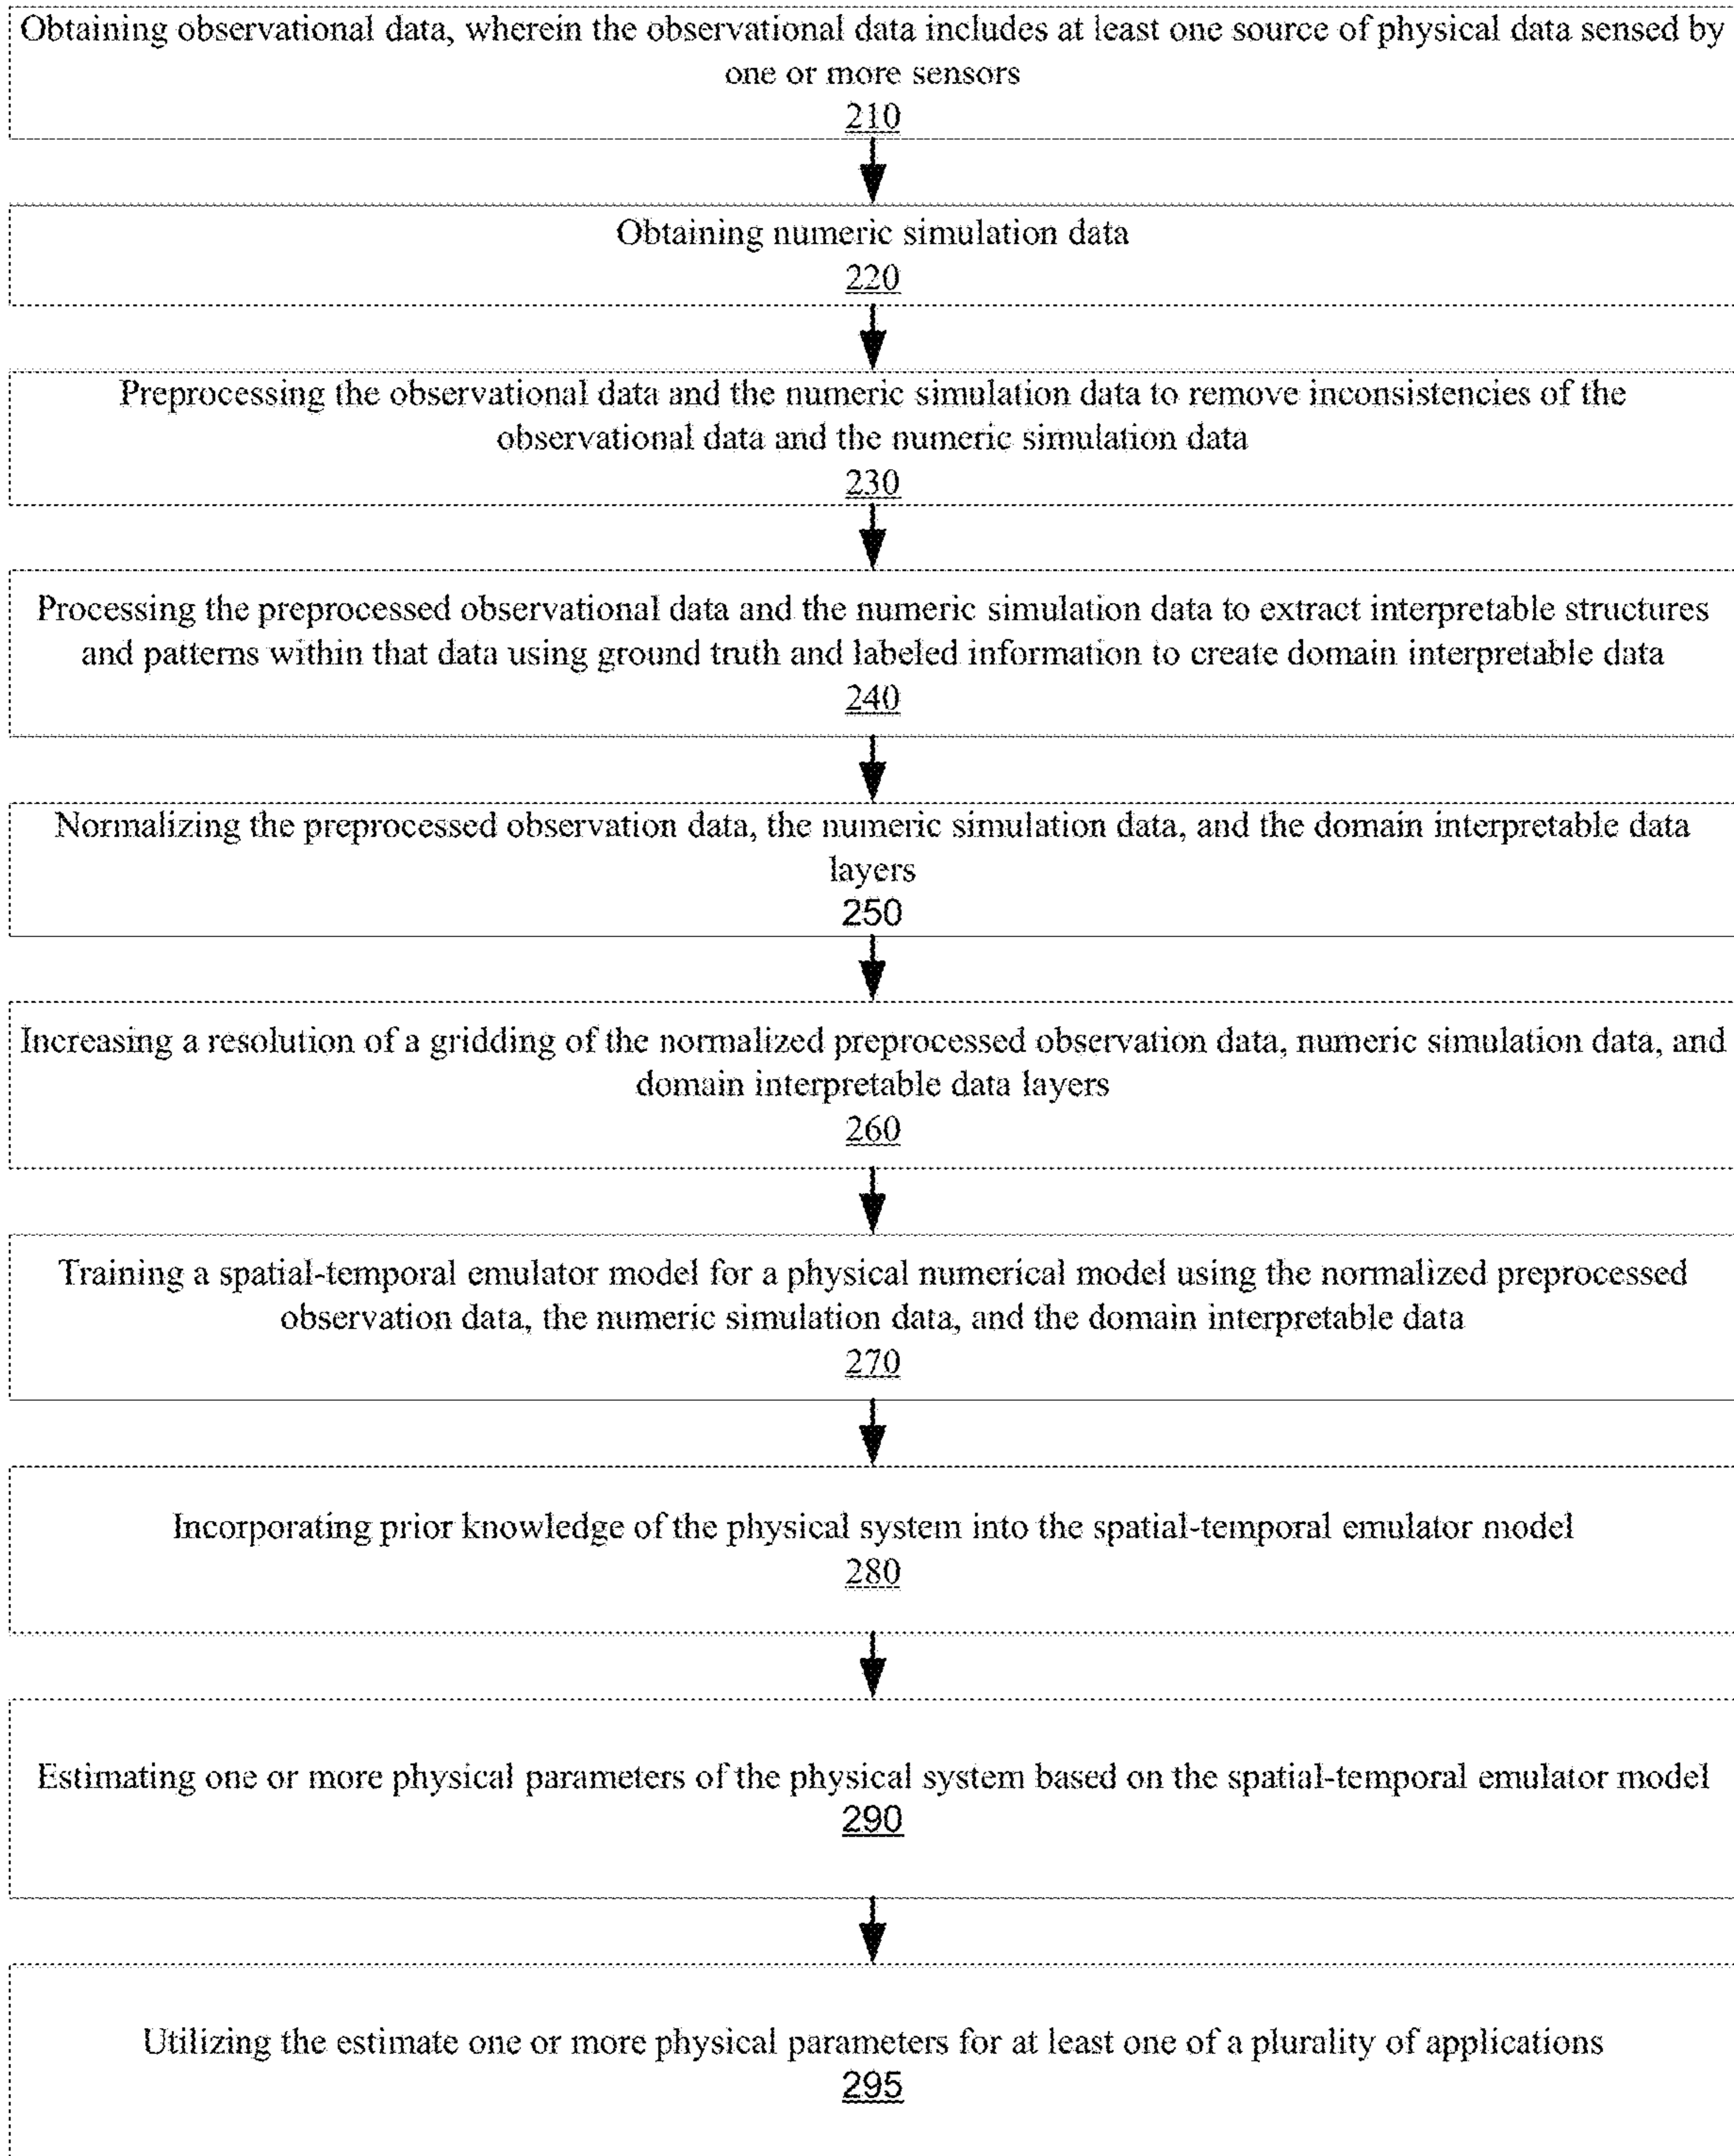 Obtaining observational data, wherein the observational data includes at least one source of physical data sensed by
one or more sensors
210
Obtaining numeric simulation data
220
Preprocessing the observational data and the numeric simulation data to remove inconsistencies of the
observational data and the numeric simulation data
230
Processing the preprocessed observational data and the numeric simulation data to extract interpretable structures
and patterns within that data using ground truth and labeled information to create domain interpretable data
240
Normalizing the preprocessed observation data, the numeric simulation data, and the domain interpretable data
layers
250
Increasing a resolution of a gridding of the normalized preprocessed observation data, numeric simulation data, and
domain interpretable data layers
260
Training a spatial-temporal emulator model for a physical numerical model using the normalized preprocessed
observation data, the numeric simulation data, and the domain interpretable data
270
Incorporating prior knowledge of the physical system into the spatial-temporal emulator model
280
Estimating one or more physical parameters of the physical system based on the spatial-temporal emulator model
290
Utilizing the estimate one or more physical parameters for at least one of a plurality of applications
295